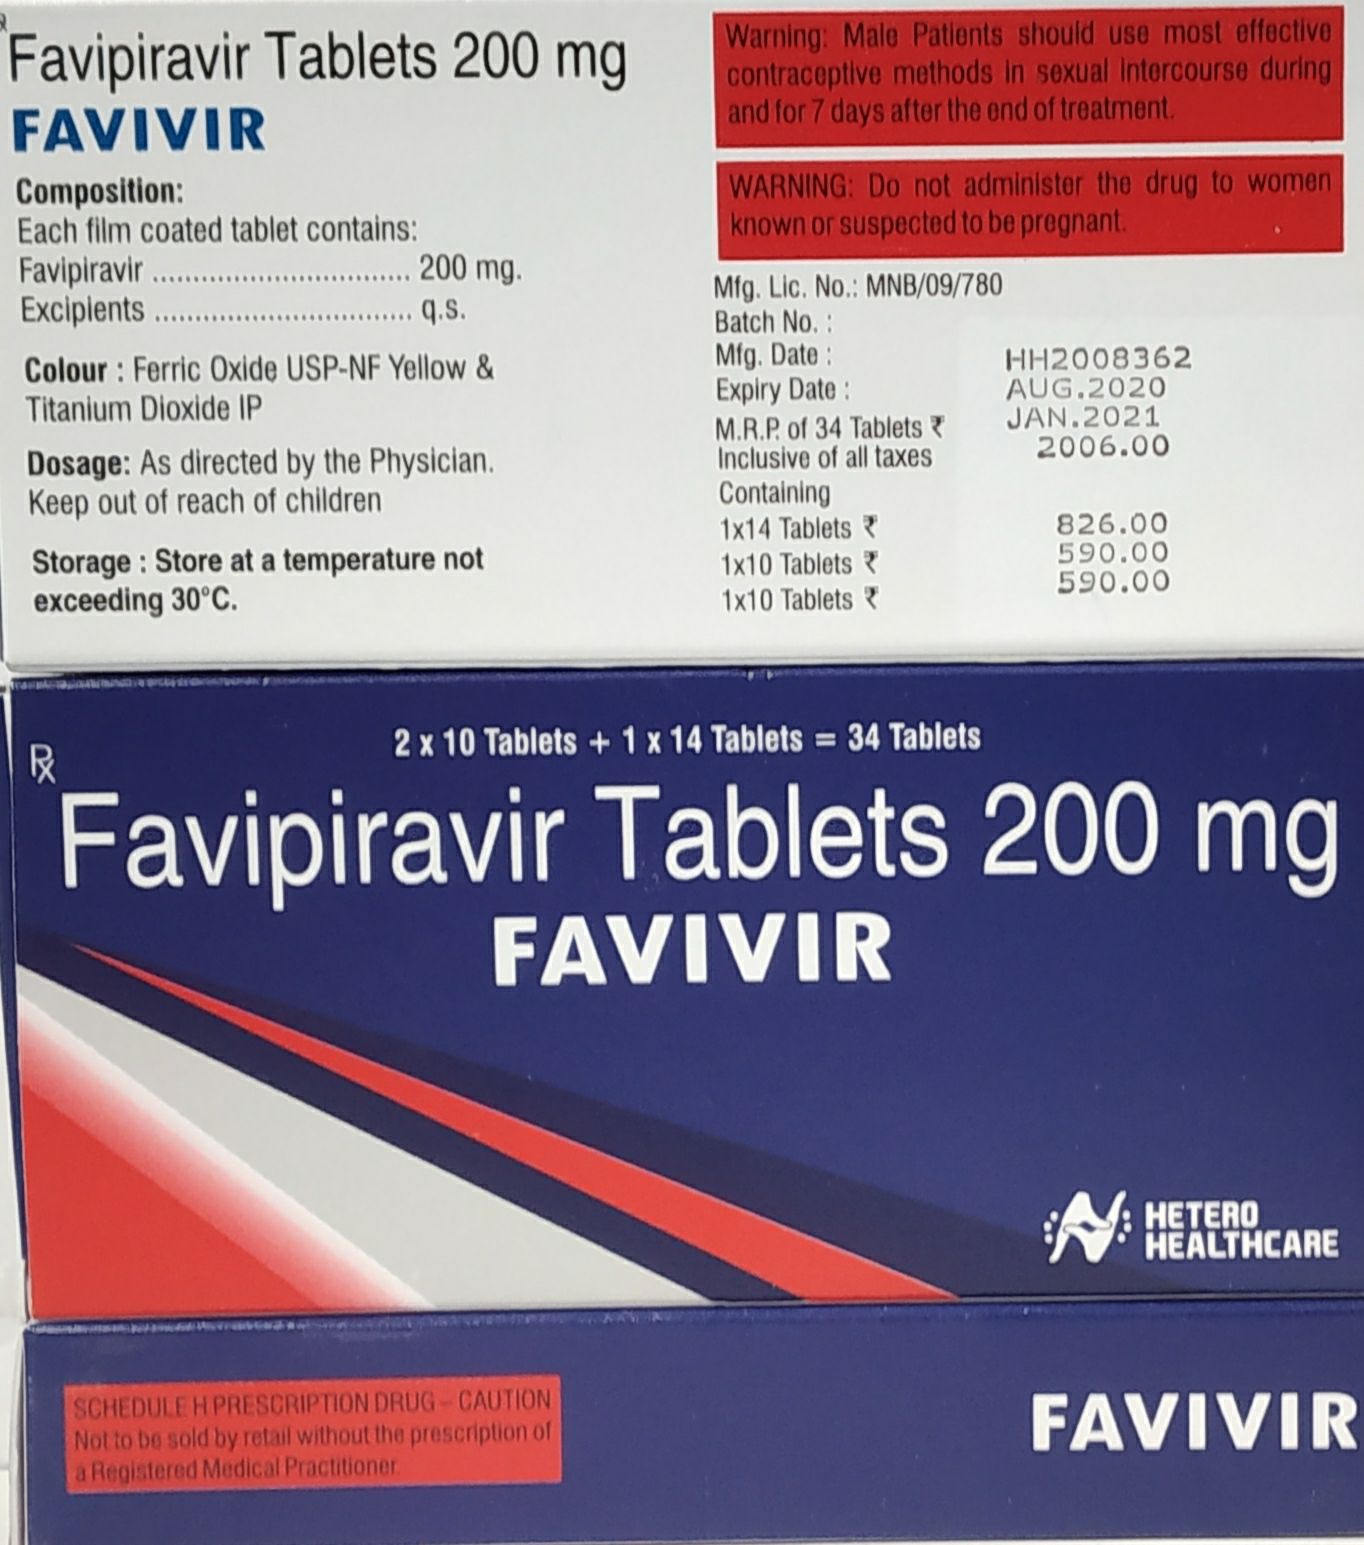 Favipiravir Tablets 200 mg
FAVIVIR
Composition:
Each film coated tablet contains:
Favipiravir ............................... 200 mg.
Excipients ............................... q.s.
Colour : Ferric Oxide USP-NF Yellow &
Titanium Dioxide IP
Dosage: As directed by the Physician.
Keep out of reach of children
Storage : Store at a temperature not
exceeding 30°C.
Warning: Male Patients should use most effective
contraceptive methods in sexual intercourse during
and for 7 days after the end of treatment.
WARNING: Do not administer the drug to women
known or suspected to be pregnant.
Mfg. Lic. No.: MNB/09/780
Batch No. :
Mfg. Date :
Expiry Date :
M.R.P. of 34 Tablets ₹
Inclusive of all taxes
Containing
1x14 Tablets ₹
1x10 Tablets ₹
1x10 Tablets ₹
HH2008362
AUG.2020
JAN.2021
2006.00
826.00
590.00
590.00
2 x 10 Tablets + 1 x 14 Tablets = 34 Tablets
Rx
Favipiravir Tablets 200 mg
FAVIVIR
HETERO
HEALTHCARE
SCHEDULE H PRESCRIPTION DRUG – CAUTION
Not to be sold by retail without the prescription of
a Registered Medical Practitioner.
FAVIVIR